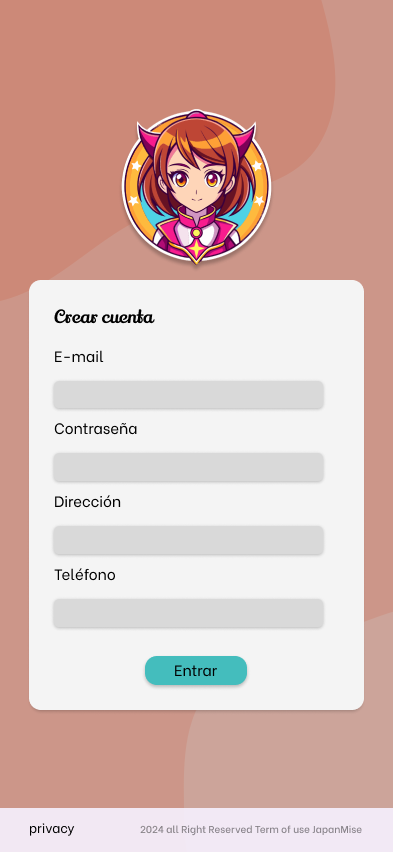 Crear cuenta
E-mail
Contraseña
Dirección
Teléfono
Entrar
privacy 2024 all Right Reserved Term of use JapanMise